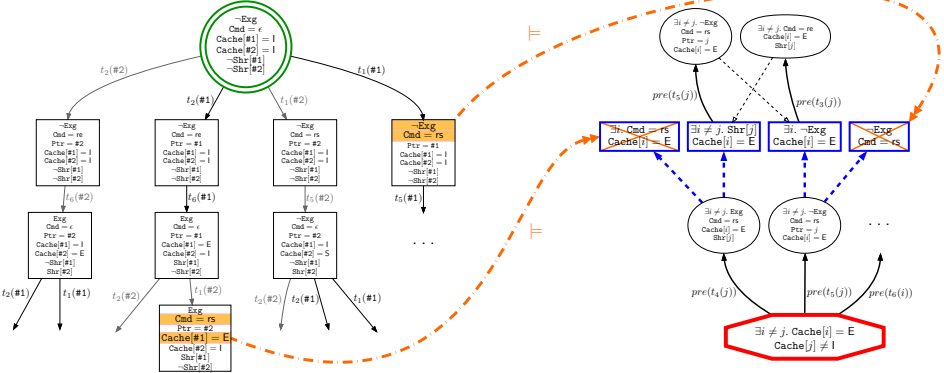 ¬Exg
Cmd = ϵ
Cache[#1] = I
Cache[#2] = I
¬Shr[#1]
¬Shr[#2]
t₂(#2)
t₂(#1)
t₁(#2)
t₁(#1)
¬Exg
Cmd = re
Ptr = #2
Cache[#1] = I
Cache[#2] = I
¬Shr[#1]
¬Shr[#2]
¬Exg
Cmd = re
Ptr = #1
Cache[#1] = I
Cache[#2] = I
¬Shr[#1]
¬Shr[#2]
¬Exg
Cmd = rs
Ptr = #2
Cache[#1] = I
Cache[#2] = I
¬Shr[#1]
¬Shr[#2]
¬Exg
Cmd = rs
Ptr = #1
Cache[#1] = I
Cache[#2] = I
¬Shr[#1]
¬Shr[#2]
t₆(#2)
t₆(#1)
t₅(#2)
t₅(#1)
Exg
Cmd = ϵ
Ptr = #2
Cache[#1] = I
Cache[#2] = E
¬Shr[#1]
Shr[#2]
Exg
Cmd = ϵ
Ptr = #1
Cache[#1] = E
Cache[#2] = I
Shr[#1]
¬Shr[#2]
¬Exg
Cmd = ϵ
Ptr = #2
Cache[#1] = I
Cache[#2] = S
¬Shr[#1]
Shr[#2]
. . .
t₂(#1)
t₁(#1)
t₂(#2)
t₁(#2)
t₂(#2)
t₂(#1)
t₁(#1)
Exg
Cmd = rs
Ptr = #2
Cache[#1] = E
Cache[#2] = I
Shr[#1]
¬Shr[#2]
⊨
⊨
∃i ≠ j. ¬Exg
Cmd = rs
Ptr = j
Cache[i] = E
∃i ≠ j. Cmd = re
Cache[i] = E
Shr[j]
pre(t₅(j))
pre(t₃(j))
∃i. Cmd = rs
Cache[i] = E
∃i ≠ j. Shr[j]
Cache[i] = E
∃i. ¬Exg
Cache[i] = E
¬Exg
Cmd = rs
∃i ≠ j. Exg
Cmd = rs
Cache[i] = E
Shr[j]
∃i ≠ j. ¬Exg
Cmd = rs
Ptr = j
Cache[i] = E
. . .
pre(t₄(j))
pre(t₅(j))
pre(t₆(i))
∃i ≠ j. Cache[i] = E
Cache[j] ≠ I